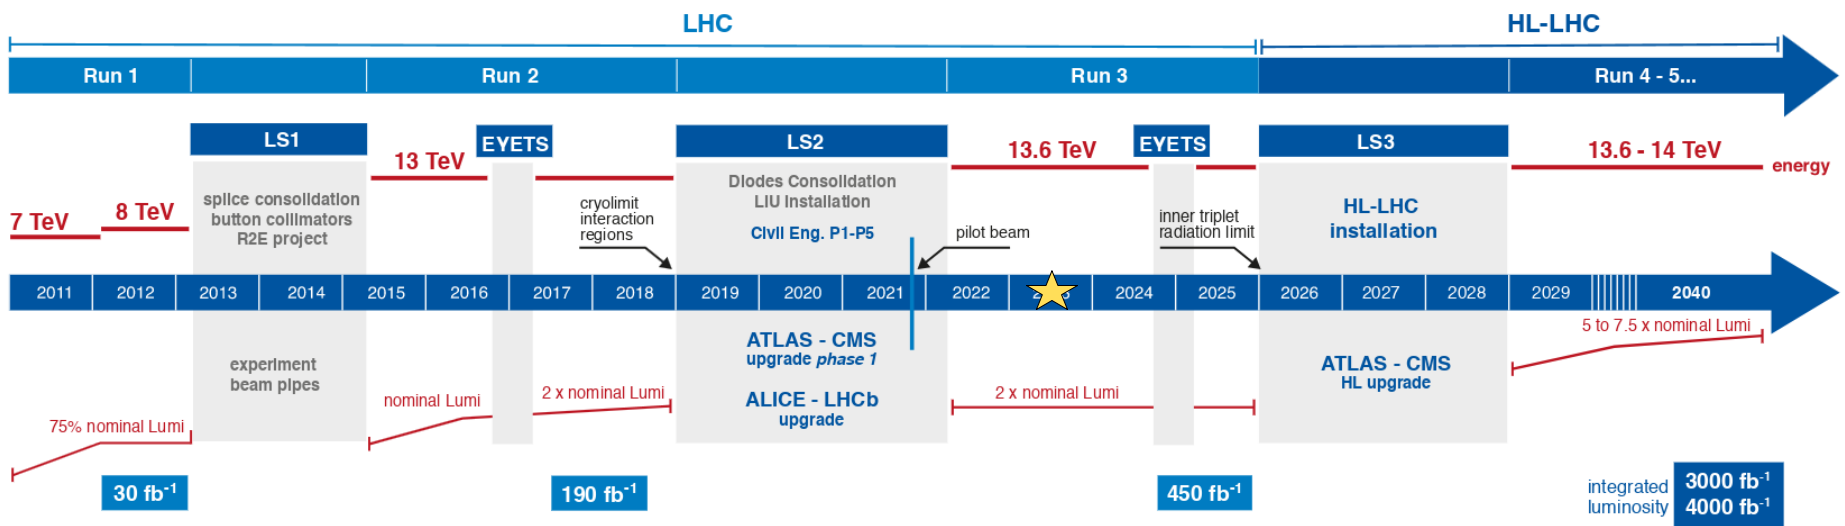 LHC
HL-LHC
Run 1
Run 2
Run 3
Run 4 - 5...
LS1
EYETS
LS2
EYETS
LS3
13 TeV
13.6 TeV
13.6 - 14 TeV
energy
7 TeV
8 TeV
splice consolidation
button collimators
R2E project
cryolimit
interaction
regions
Diodes Consolidation
LIU Installation
Civil Eng. P1-P5
pilot beam
inner triplet
radiation limit
HL-LHC
installation
2011
2012
2013
2014
2015
2016
2017
2018
2019
2020
2021
2022
2024
2025
2026
2027
2028
2029
2040
experiment
beam pipes
ATLAS - CMS
upgrade phase 1
ALICE - LHCb
upgrade
ATLAS - CMS
HL upgrade
5 to 7.5 x nominal Lumi
75% nominal Lumi
nominal Lumi
2 x nominal Lumi
2 x nominal Lumi
30 fb⁻¹
190 fb⁻¹
450 fb⁻¹
integrated
luminosity
3000 fb⁻¹
4000 fb⁻¹